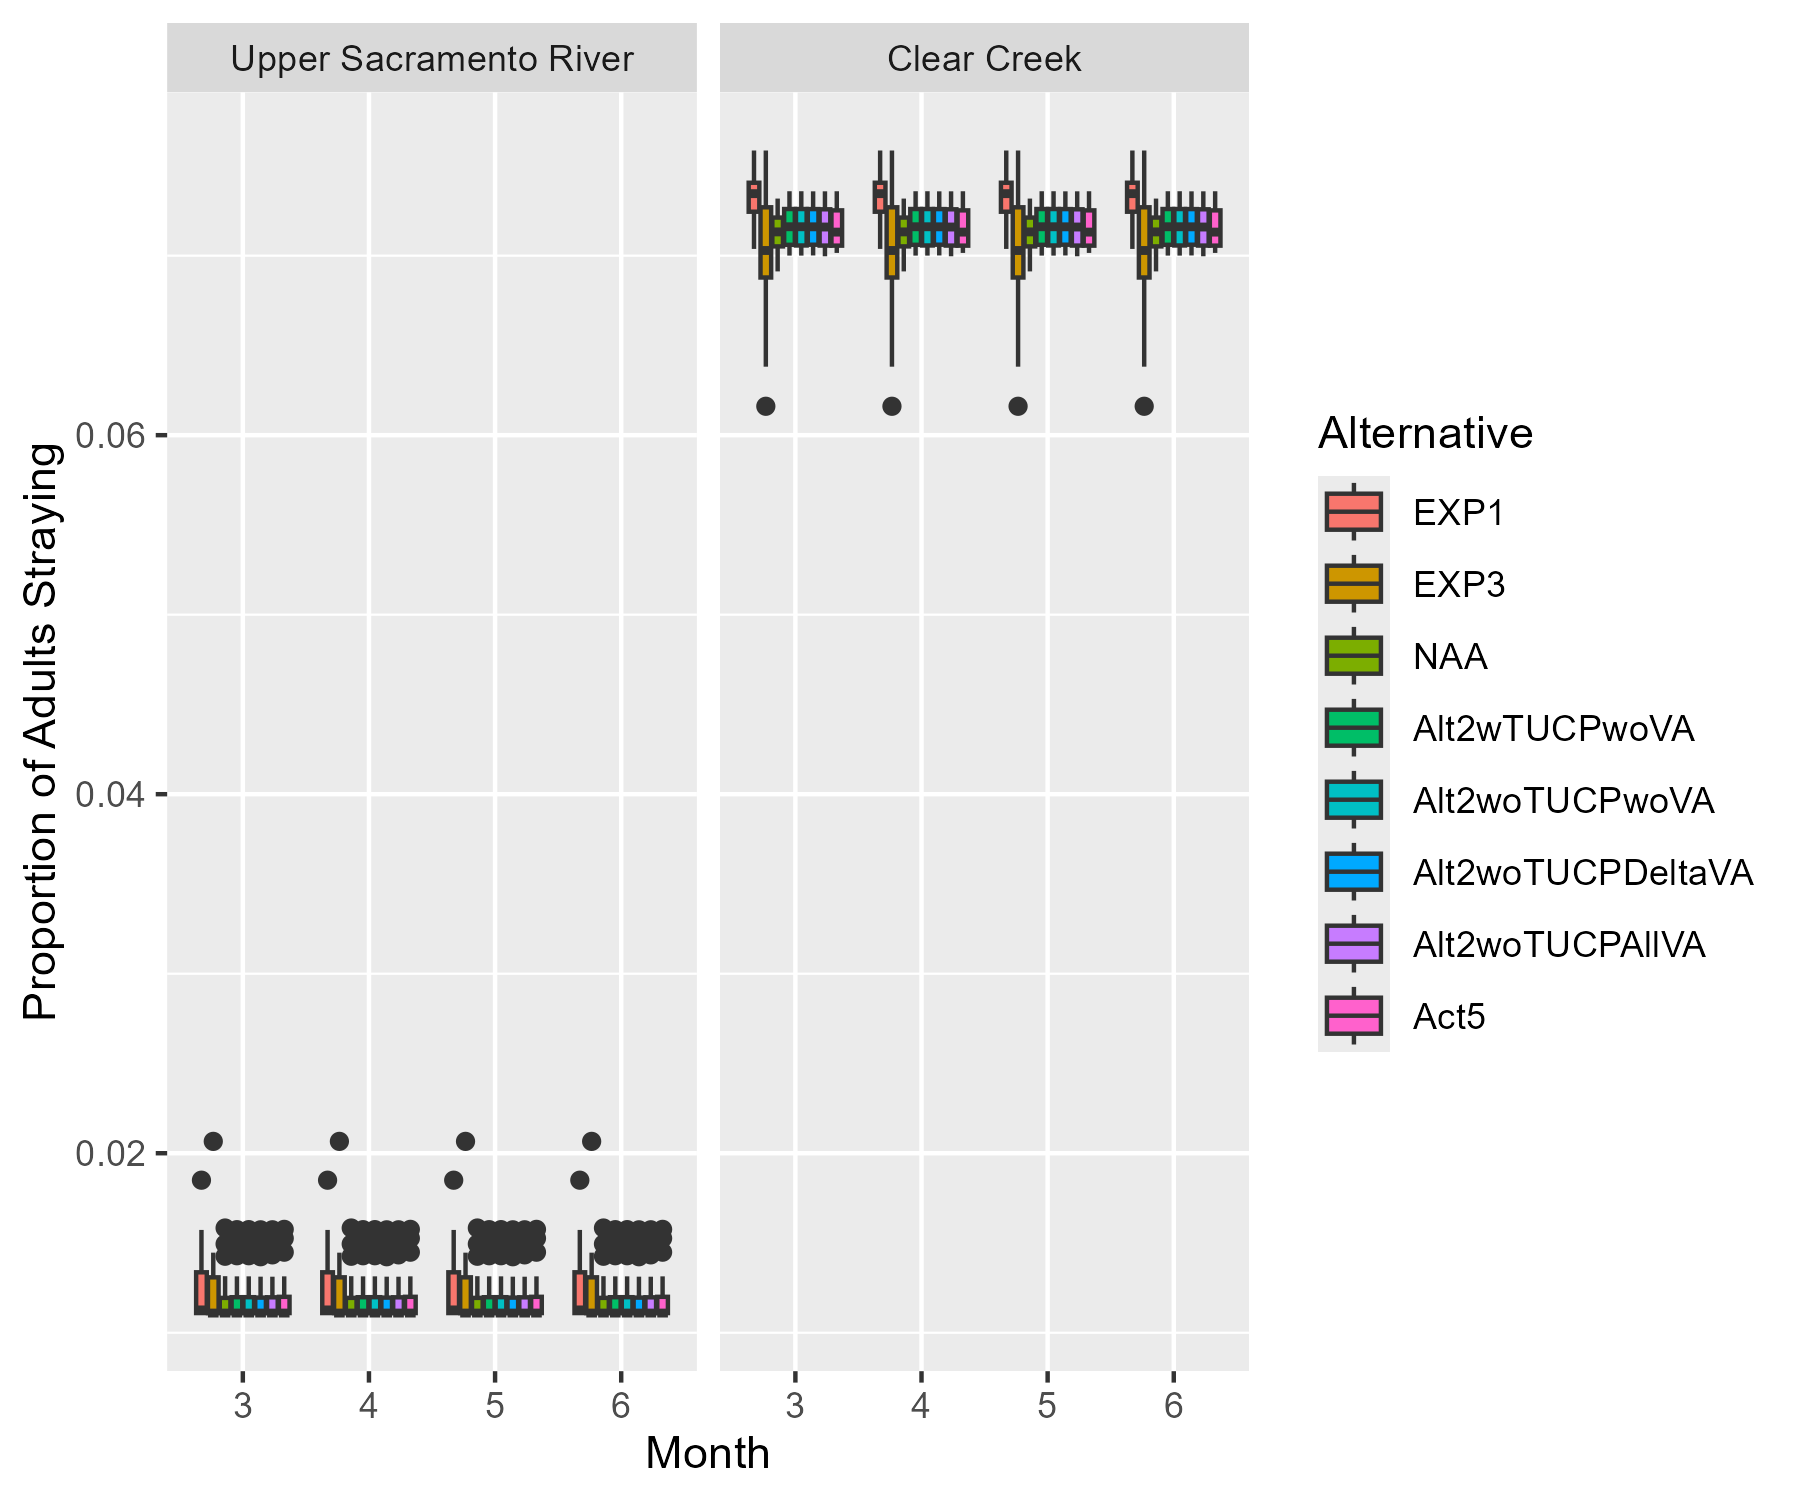 Upper Sacramento River
Clear Creek
Proportion of Adults Straying
0.06
0.04
0.02
3 4 5 6
3 4 5 6
Month
Alternative
EXP1
EXP3
NAA
Alt2wTUCPwoVA
Alt2woTUCPwoVA
Alt2woTUCPDeltaVA
Alt2woTUCPAllVA
Act5